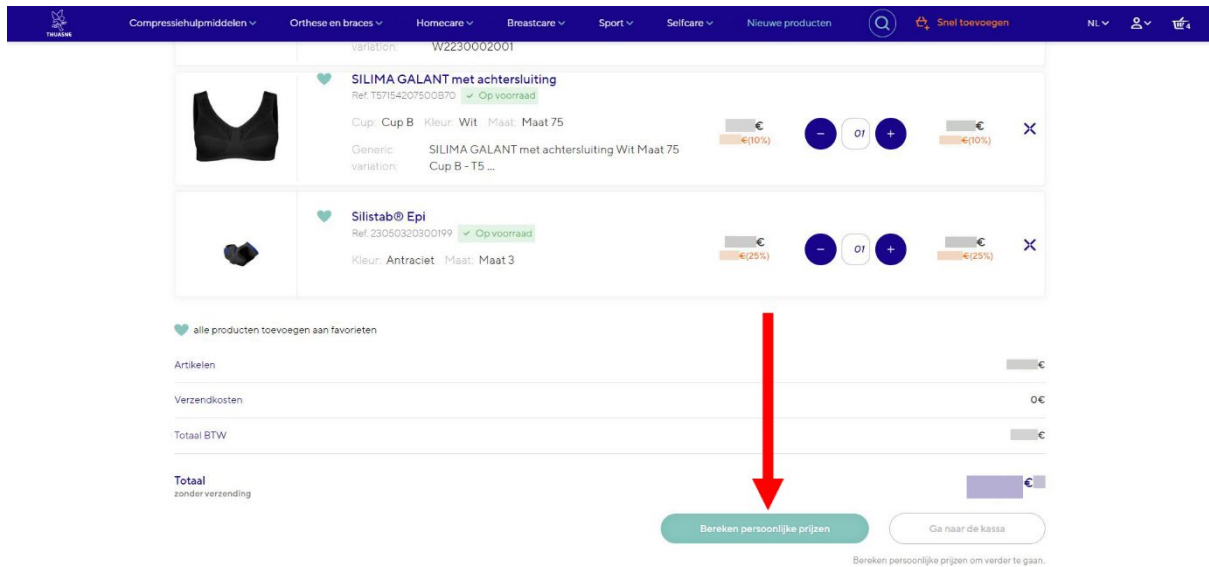 THUASNE Compressiehulpmiddelen Orthese en braces Homecare Breastcare Sport Selfcare Nieuwe producten Snel toevoegen NL 4
variation: W2230002001
SILIMA GALANT met achtersluiting
Ref. T57154207500B70 Op voorraad
Cup: Cup B Kleur: Wit Maat: Maat 75
€ - 01 + €
€(10%) €(10%)
Generic SILIMA GALANT met achtersluiting Wit Maat 75
variation: Cup B - T5 ...
Silistab® Epi
Ref. 23050320300199 Op voorraad
€ - 01 + €
€(25%) €(25%)
Kleur: Antraciet Maat: Maat 3
alle producten toevoegen aan favorieten
Artikelen €
Verzendkosten 0€
Totaal BTW €
Totaal €
zonder verzending
Bereken persoonlijke prijzen Ga naar de kassa
Bereken persoonlijke prijzen om verder te gaan.